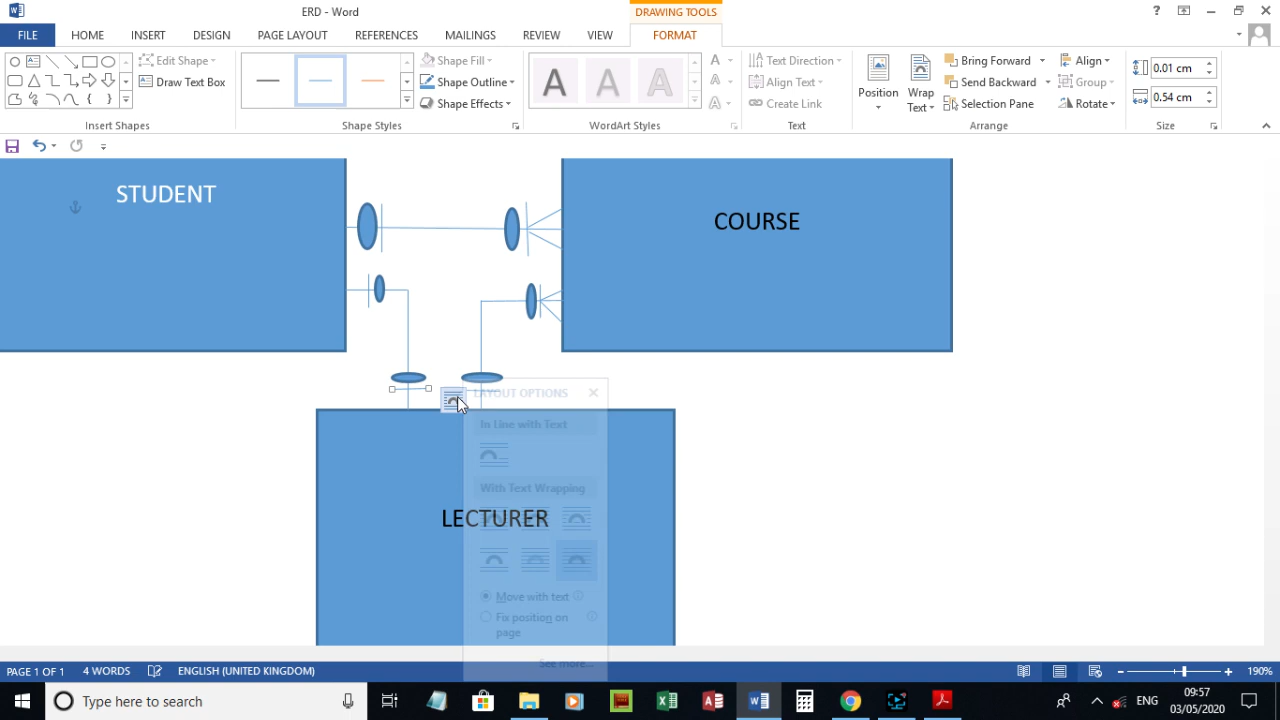 ERD - Word
DRAWING TOOLS
?
FILE
HOME
INSERT
DESIGN
PAGE LAYOUT
REFERENCES
MAILINGS
REVIEW
VIEW
FORMAT
Edit Shape
Draw Text Box
Insert Shapes
Shape Fill
Shape Outline
Shape Effects
Shape Styles
A A A
WordArt Styles
A
A
A
Text Direction
Align Text
Create Link
Text
Position
Wrap
Text
Bring Forward
Send Backward
Selection Pane
Align
Group
Rotate
Arrange
0.01 cm
0.54 cm
Size
STUDENT
COURSE
LAYOUT OPTIONS
In Line with Text
With Text Wrapping
LECTURER
Move with text
Fix position on
page
See more...
PAGE 1 OF 1
4 WORDS
ENGLISH (UNITED KINGDOM)
190%
Type here to search
ENG
09:57
03/05/2020